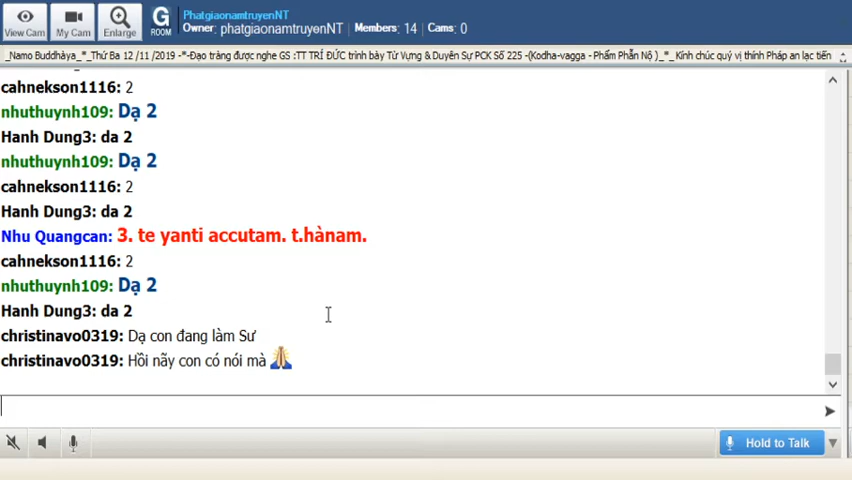 View Cam
My Cam
Enlarge
G
ROOM
PhatgiaonamtruyenNT
Owner: phatgiaonamtruyenNT Members: 14 Cams: 0
_Namo Buddhàya_*_Thứ Ba 12 /11 /2019 -*-Đạo tràng được nghe GS :TT TRÍ ĐỨC trình bày Từ Vựng & Duyên Sự PCK Số 225 -(Kodha-vagga - Phẩm Phẫn Nộ )_*_ Kính chúc quý vị thính Pháp an lạc tiến
cahnekson1116: 2
nhuthuynh109: Dạ 2
Hanh Dung3: da 2
nhuthuynh109: Dạ 2
cahnekson1116: 2
Hanh Dung3: da 2
Nhu Quangcan: 3. te yanti accutam. t.hànam.
cahnekson1116: 2
nhuthuynh109: Dạ 2
Hanh Dung3: da 2
christinavo0319: Dạ con đang làm Sư
christinavo0319: Hồi nãy con có nói mà 🙏
Hold to Talk